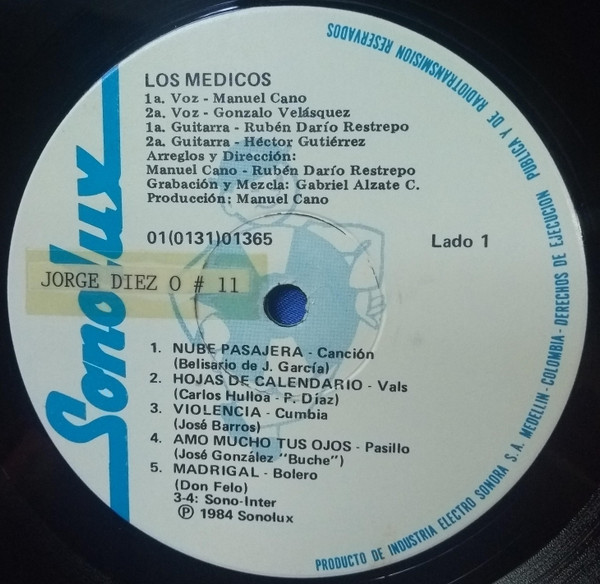 LOS MEDICOS
1a. Voz - Manuel Cano
2a. Voz - Gonzalo Velásquez
1a. Guitarra - Rubén Darío Restrepo
2a. Guitarra - Héctor Gutiérrez
Arreglos y Dirección:
Manuel Cano - Rubén Darío Restrepo
Grabación y Mezcla: Gabriel Alzate C.
Producción: Manuel Cano
01(0131)01365 Lado 1
JORGE DIEZ O # 11
Sonolux
1. NUBE PASAJERA - Canción
(Belisario de J. García)
2. HOJAS DE CALENDARIO - Vals
(Carlos Hulloa - P. Díaz)
3. VIOLENCIA - Cumbia
(José Barros)
4. AMO MUCHO TUS OJOS - Pasillo
(José González "Buche")
5. MADRIGAL - Bolero
(Don Felo)
3-4: Sono-Inter
Ⓟ 1984 Sonolux
PRODUCTO DE INDUSTRIA ELECTRO SONORA S.A. MEDELLIN-COLOMBIA-DERECHOS DE EJECUCION PUBLICA Y DE RADIOTRANSMISION RESERVADOS